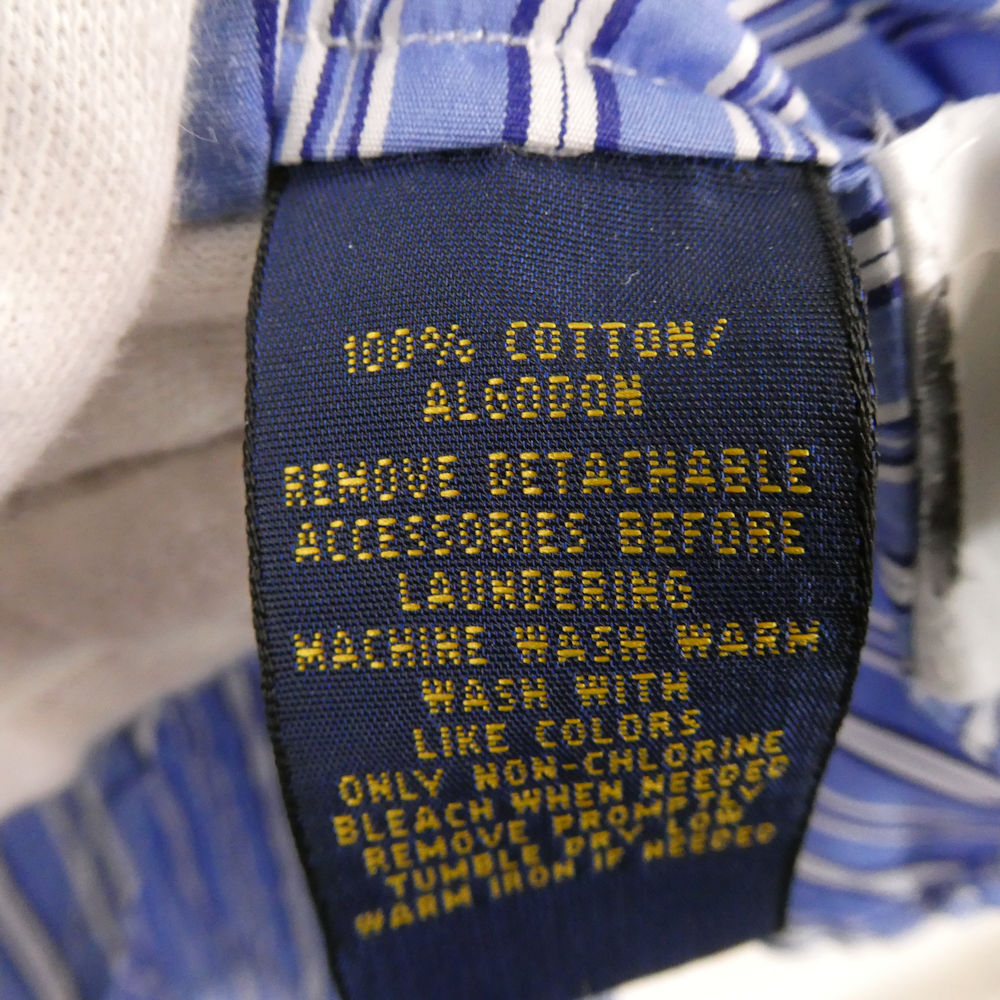 100% COTTON/
ALGODON
REMOVE DETACHABLE
ACCESSORIES BEFORE
LAUNDERING
MACHINE WASH WARM
WASH WITH
LIKE COLORS
ONLY NON-CHLORINE
BLEACH WHEN NEEDED
REMOVE PROMPTLY
TUMBLE DRY LOW
WARM IRON IF NEEDED